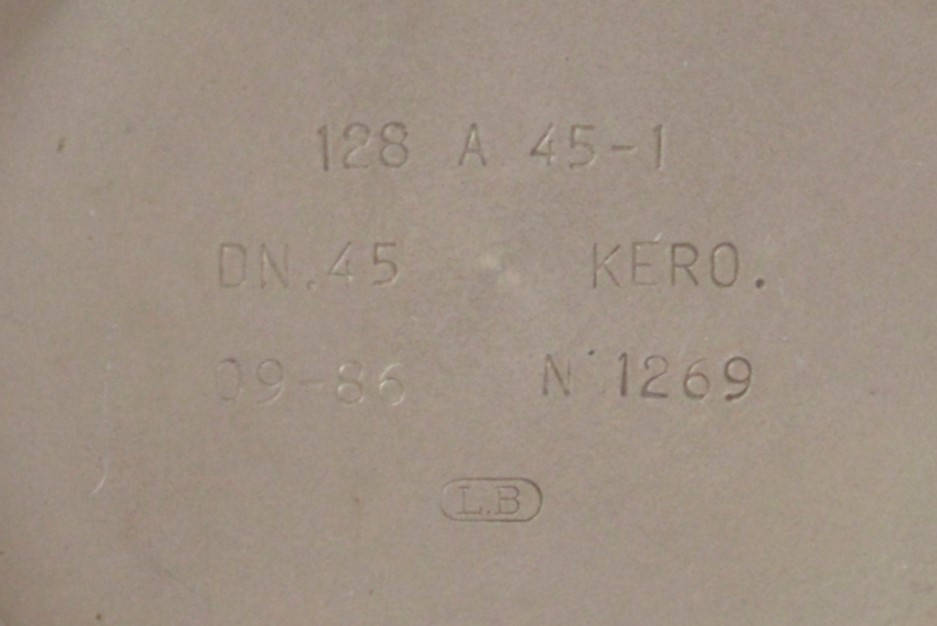 128 A 45-1
DN.45 KERO.
09-86 N° 1269
L.B